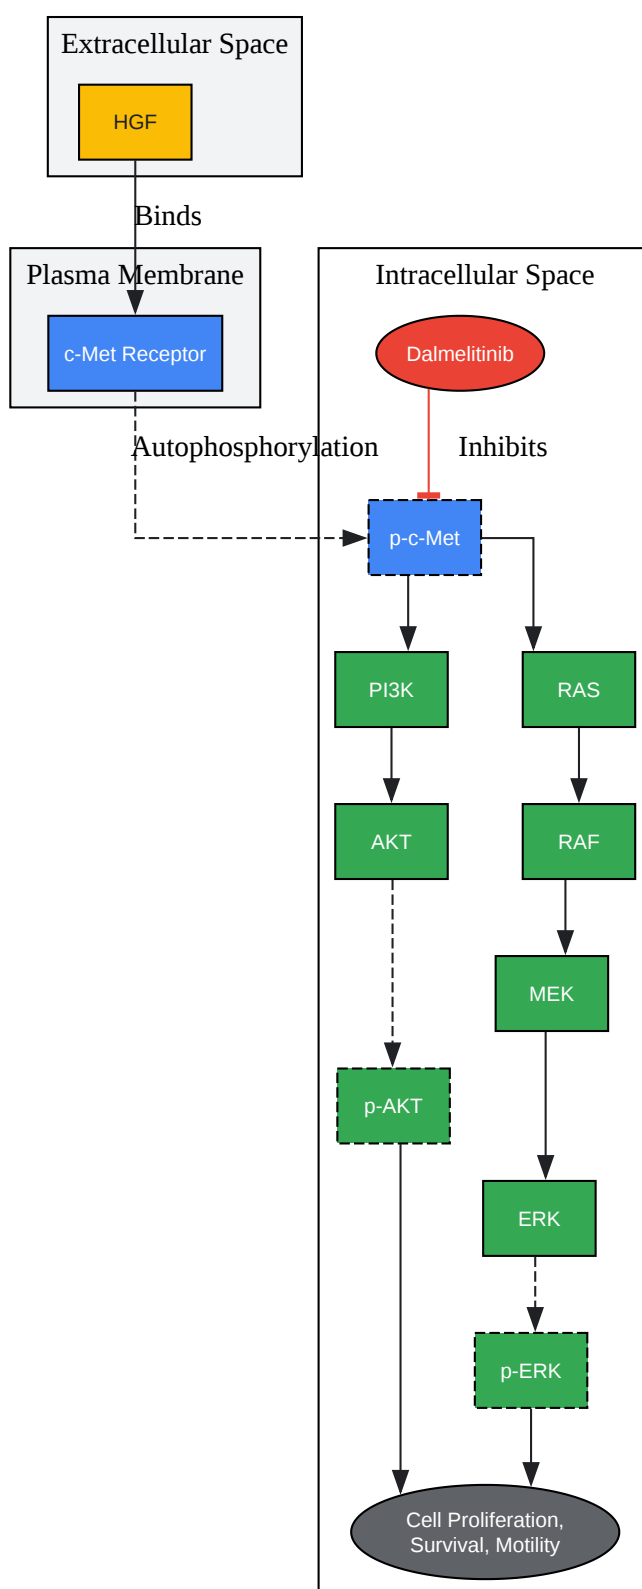 Extracellular Space
HGF
Binds
Plasma Membrane
Intracellular Space
c-Met Receptor
Dalmelitinib
Autophosphorylation
Inhibits
p-c-Met
PI3K
RAS
AKT
RAF
MEK
p-AKT
ERK
p-ERK
Cell Proliferation,
Survival, Motility